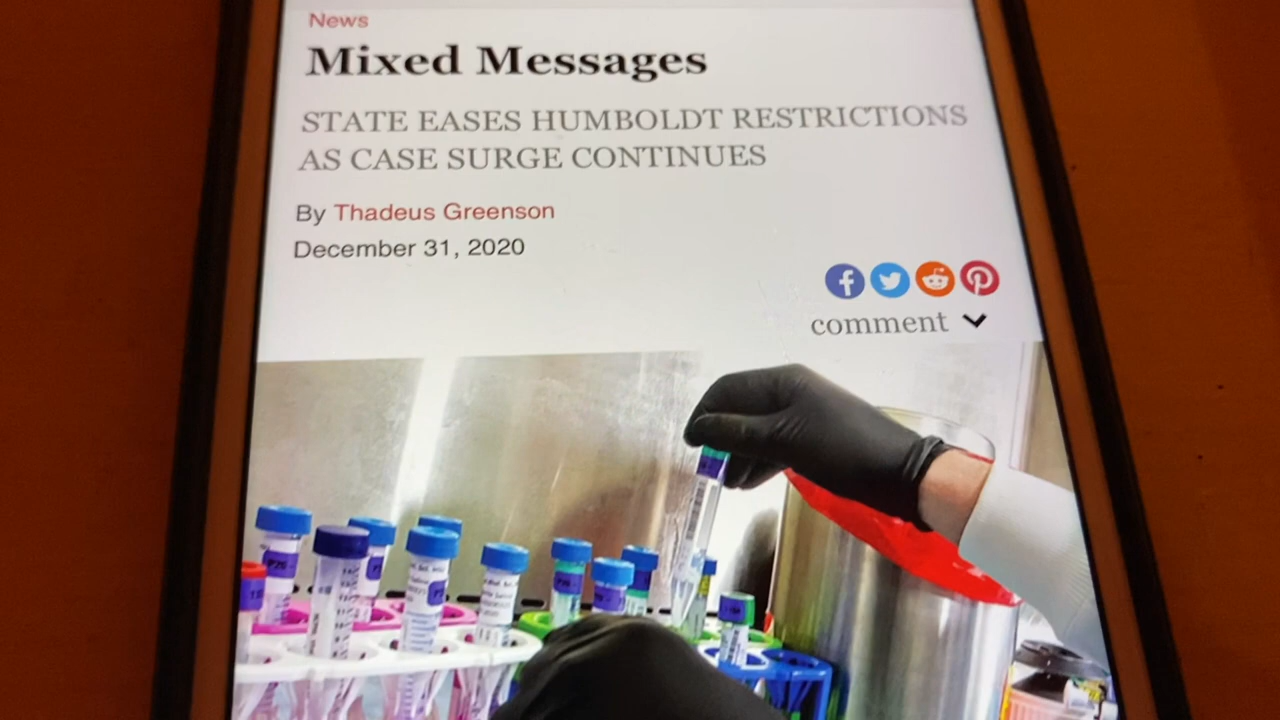 News
Mixed Messages
STATE EASES HUMBOLDT RESTRICTIONS
AS CASE SURGE CONTINUES
By Thadeus Greenson
December 31, 2020
comment